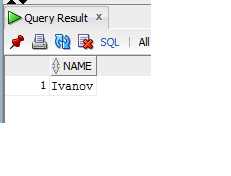 Query Result x
SQL | All
NAME
1 Ivanov